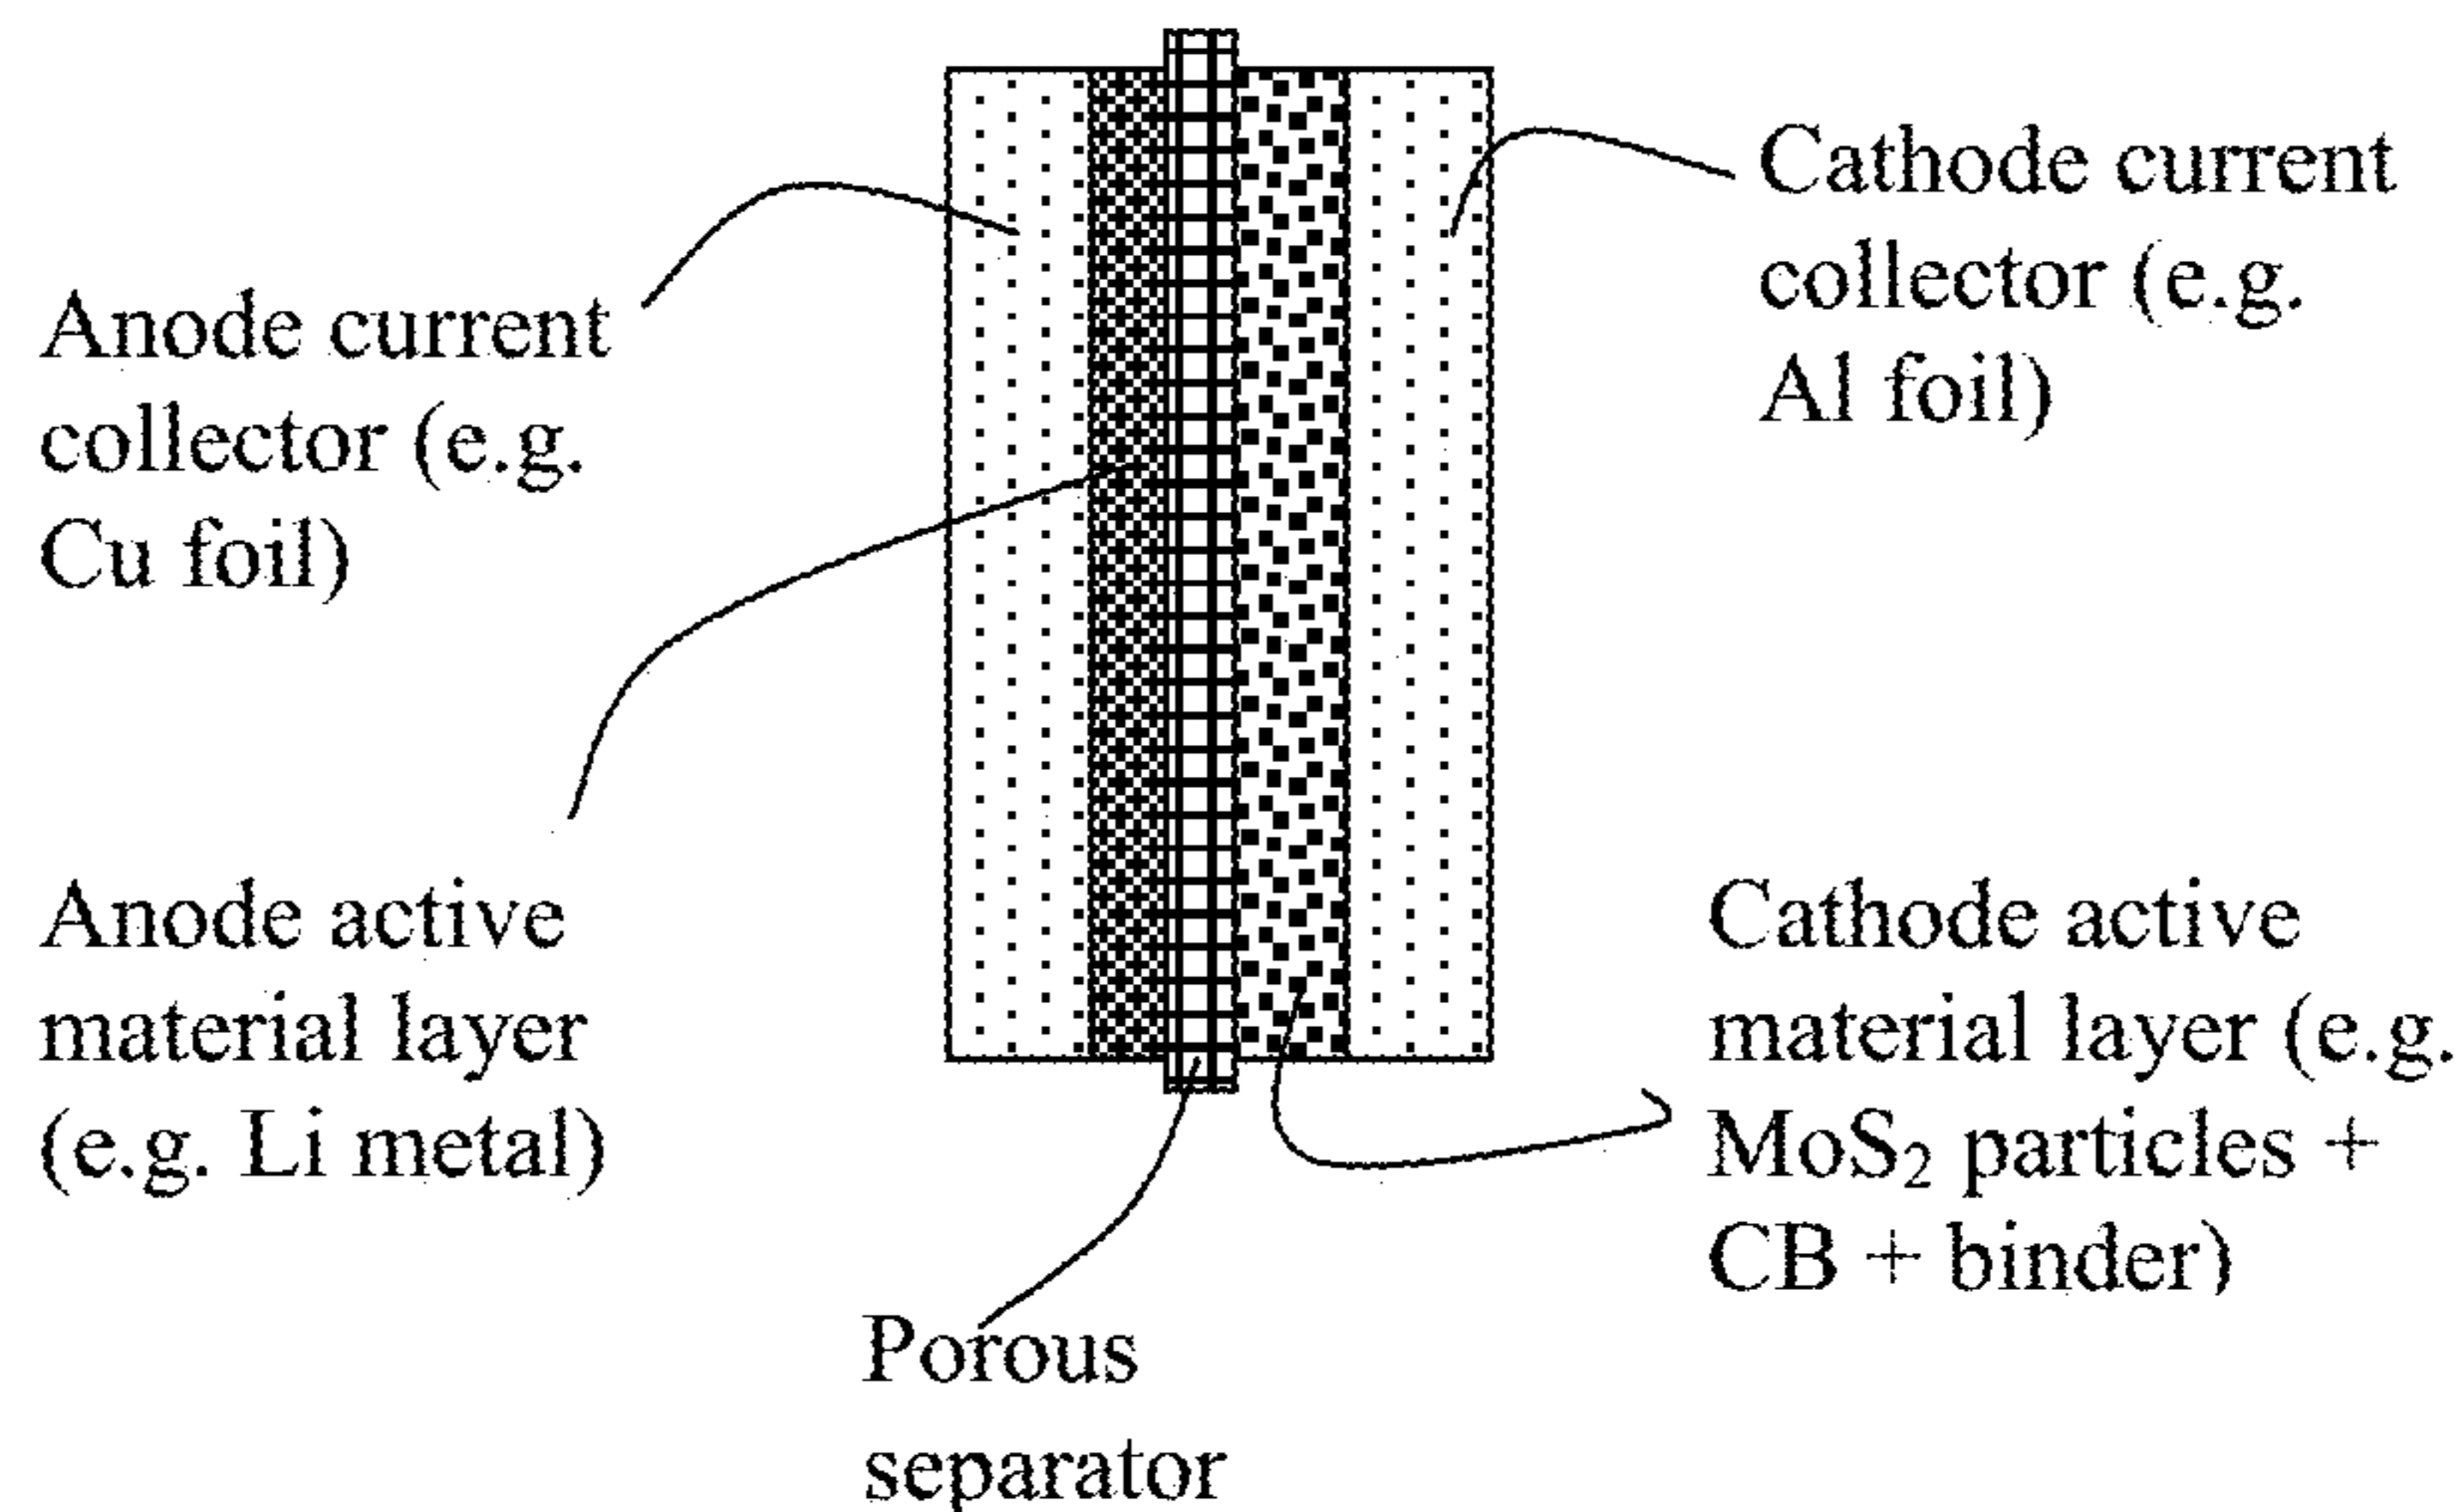 Anode current
collector (e.g.
Cu foil)
Anode active
material layer
(e.g. Li metal)
Porous
separator
Cathode current
collector (e.g.
Al foil)
Cathode active
material layer (e.g.
MoS₂ particles +
CB + binder)